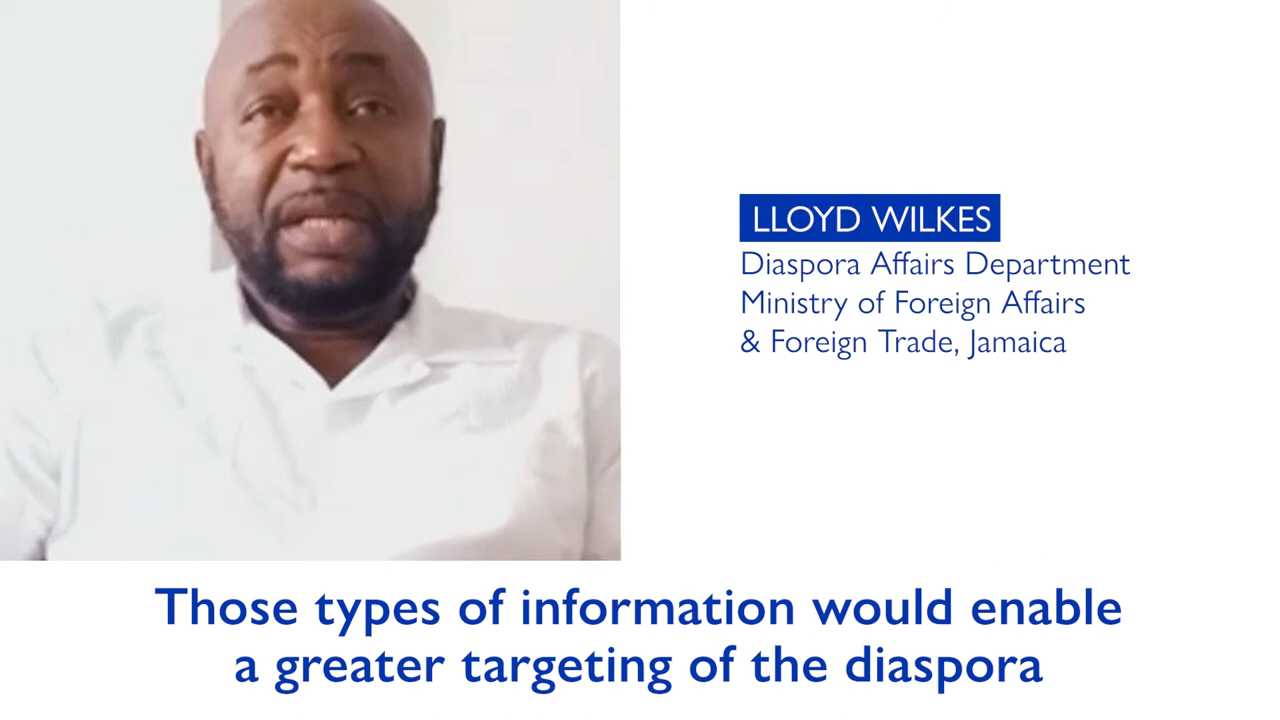 LLOYD WILKES
Diaspora Affairs Department
Ministry of Foreign Affairs
& Foreign Trade, Jamaica
Those types of information would enable
a greater targeting of the diaspora